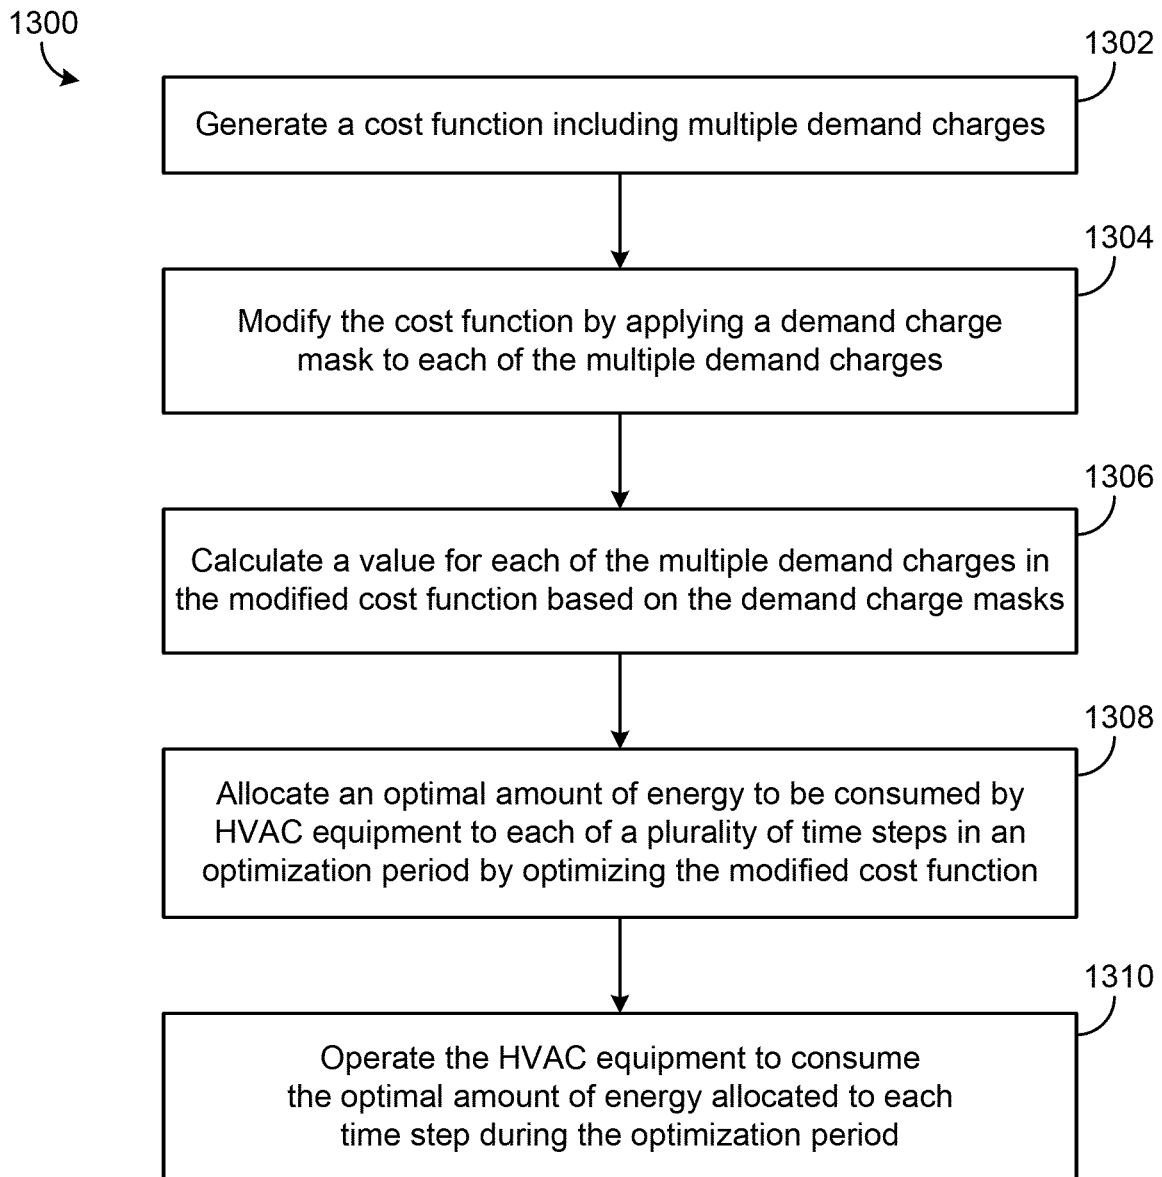 1300
1302
Generate a cost function including multiple demand charges
1304
Modify the cost function by applying a demand charge
mask to each of the multiple demand charges
1306
Calculate a value for each of the multiple demand charges in
the modified cost function based on the demand charge masks
1308
Allocate an optimal amount of energy to be consumed by
HVAC equipment to each of a plurality of time steps in an
optimization period by optimizing the modified cost function
1310
Operate the HVAC equipment to consume
the optimal amount of energy allocated to each
time step during the optimization period